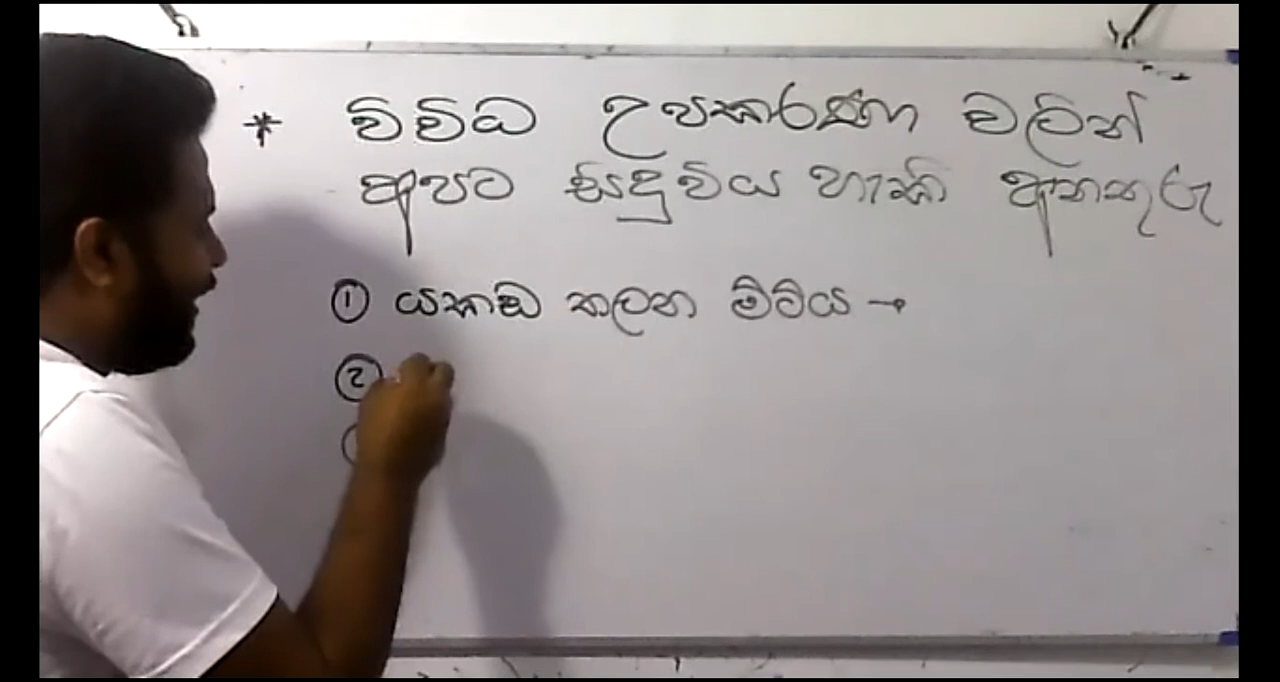 * විවිධ උපකරණ වලින්
අපට සිදුවිය හැකි අනතුරු
① යකඩ කලන මිටිය →
②